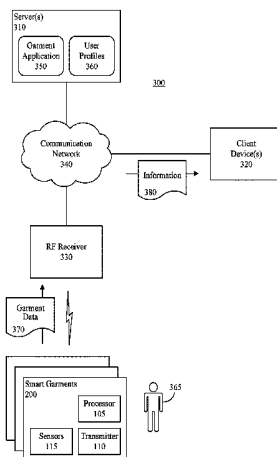 Server(s)
310
Garment
Application
350
User
Profiles
360
300
Communication
Network
340
Client
Device(s)
320
Information
380
RF Receiver
330
Garment
Data
370
365
Smart Garments
200
Processor
105
Sensors
115
Transmitter
110